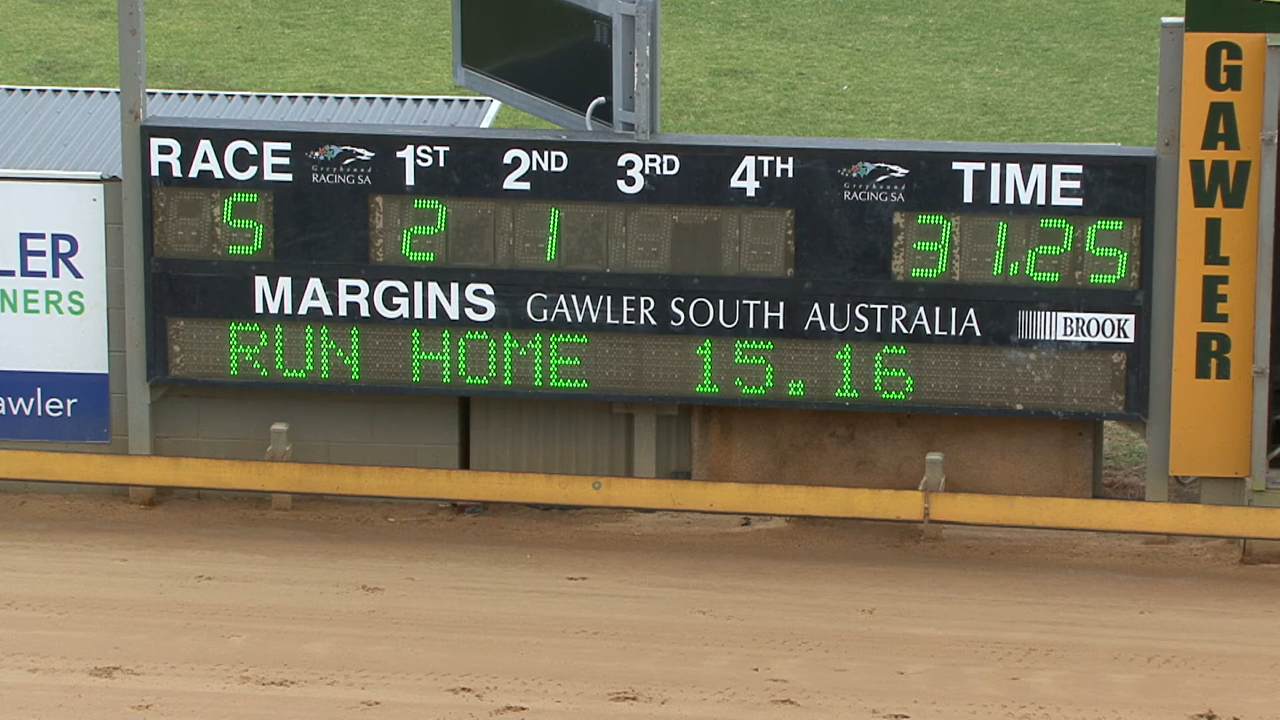 RACE Greyhound RACING SA 1ST 2ND 3RD 4TH Greyhound RACING SA TIME
5 2 1 31.25
MARGINS GAWLER SOUTH AUSTRALIA BROOK
RUN HOME 15.16
GAWLER
LER
NERS
awler